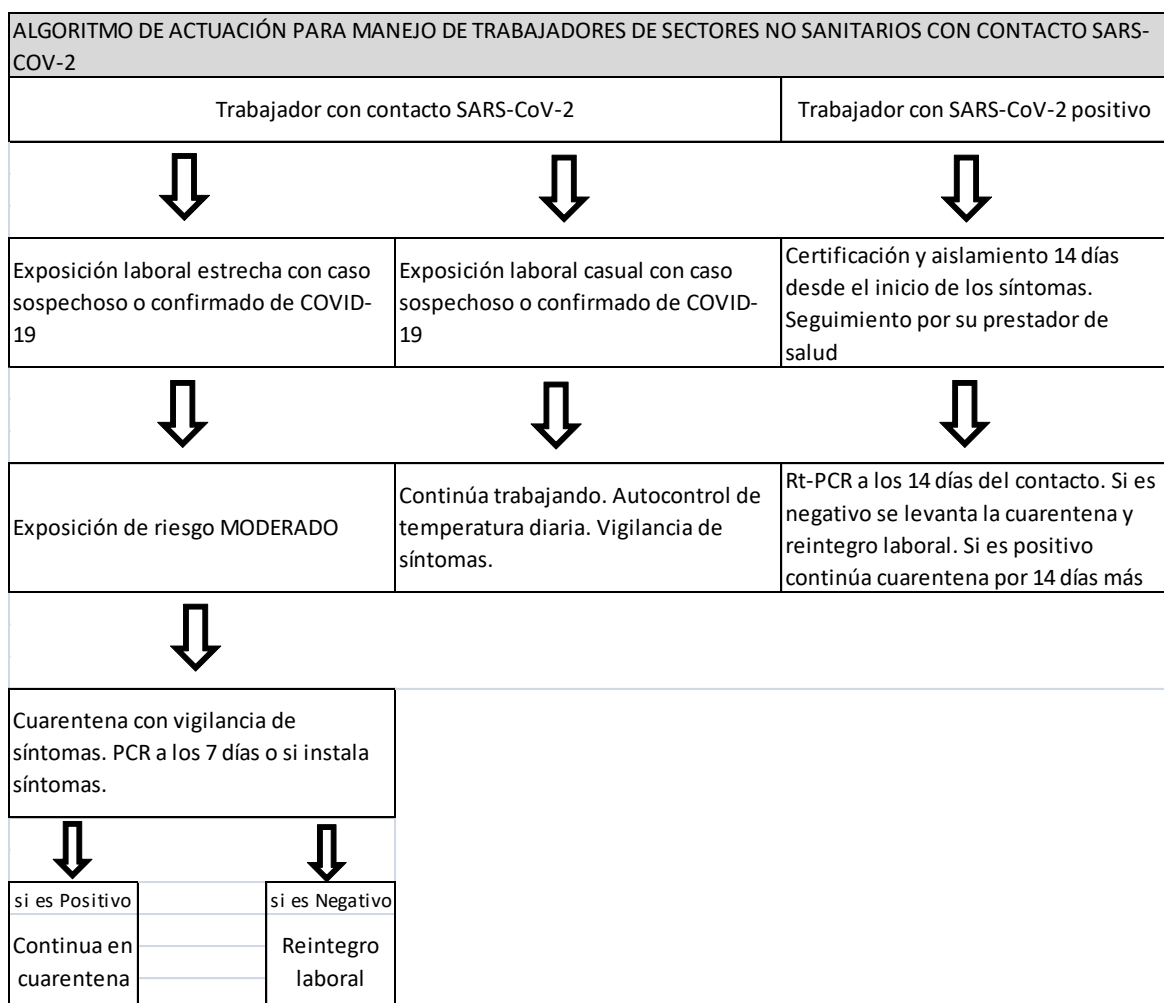 ALGORITMO DE ACTUACIÓN PARA MANEJO DE TRABAJADORES DE SECTORES NO SANITARIOS CON CONTACTO SARS-
COV-2
Trabajador con contacto SARS-CoV-2
Trabajador con SARS-CoV-2 positivo
Exposición laboral estrecha con caso
sospechoso o confirmado de COVID-
19
Exposición laboral casual con caso
sospechoso o confirmado de COVID-
19
Certificación y aislamiento 14 días
desde el inicio de los síntomas.
Seguimiento por su prestador de
salud
Exposición de riesgo MODERADO
Continúa trabajando. Autocontrol de
temperatura diaria. Vigilancia de
síntomas.
Rt-PCR a los 14 días del contacto. Si es
negativo se levanta la cuarentena y
reintegro laboral. Si es positivo
continúa cuarentena por 14 días más
Cuarentena con vigilancia de
síntomas. PCR a los 7 días o si instala
síntomas.
si es Positivo
Continua en
cuarentena
si es Negativo
Reintegro
laboral